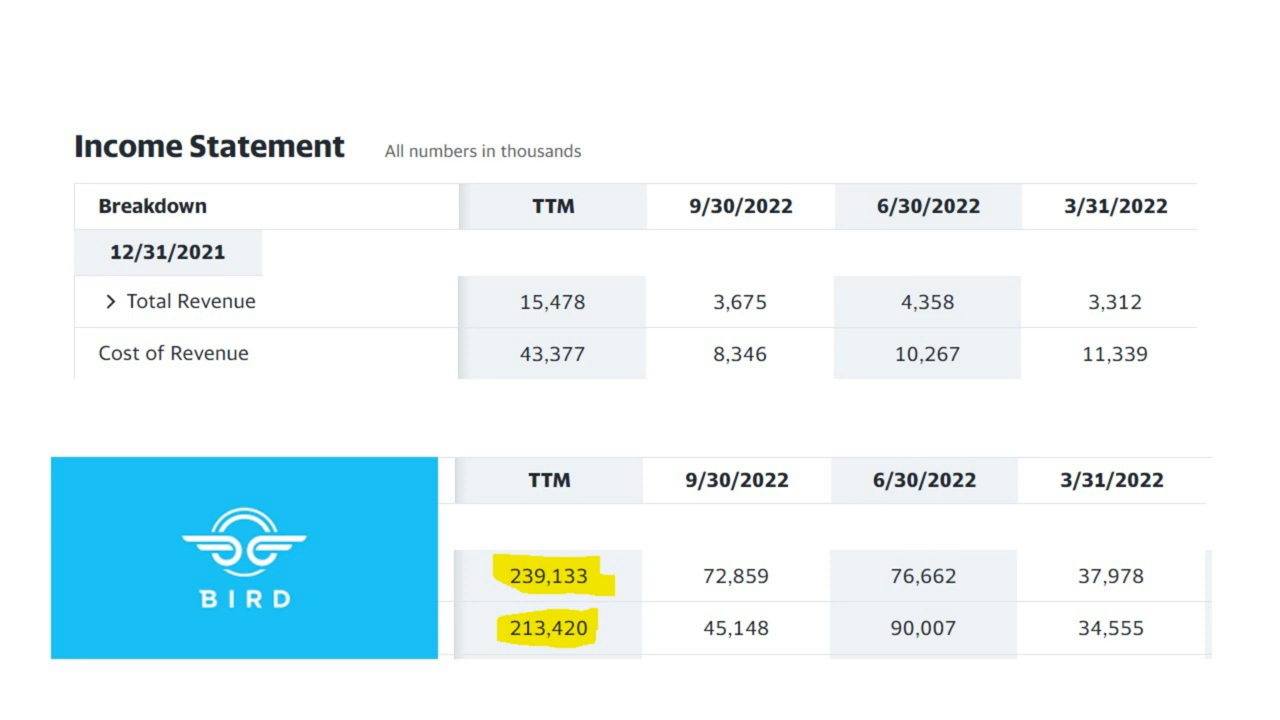 Income Statement All numbers in thousands
Breakdown TTM 9/30/2022 6/30/2022 3/31/2022
12/31/2021
> Total Revenue 15,478 3,675 4,358 3,312
Cost of Revenue 43,377 8,346 10,267 11,339
TTM 9/30/2022 6/30/2022 3/31/2022
BIRD
239,133 72,859 76,662 37,978
213,420 45,148 90,007 34,555